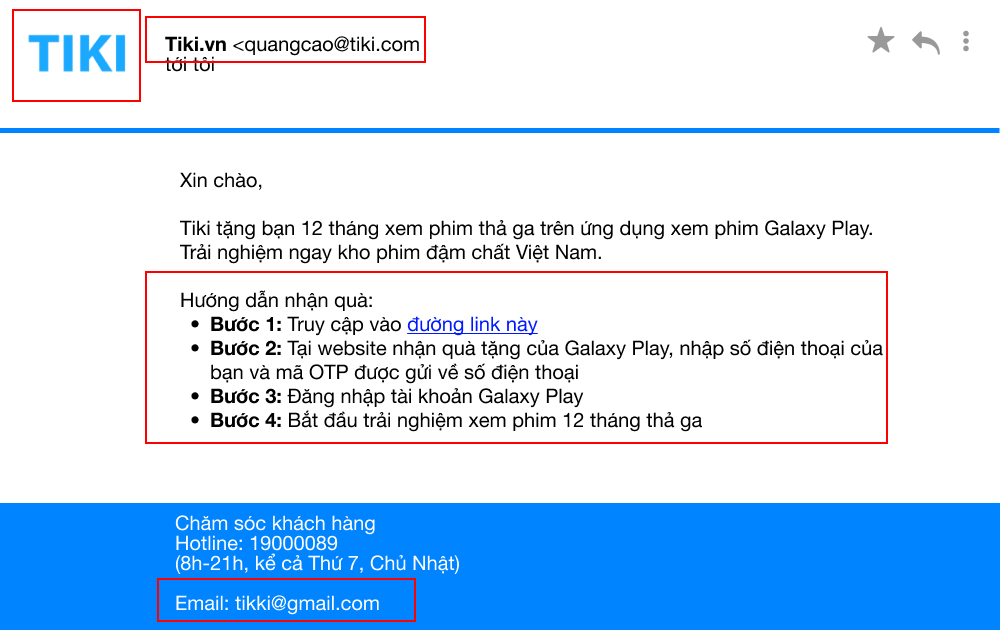 TIKI
Tiki.vn <quangcao@tiki.com
tới tôi
Xin chào,
Tiki tặng bạn 12 tháng xem phim thả ga trên ứng dụng xem phim Galaxy Play.
Trải nghiệm ngay kho phim đậm chất Việt Nam.
Hướng dẫn nhận quà:
• Bước 1: Truy cập vào đường link này
• Bước 2: Tại website nhận quà tặng của Galaxy Play, nhập số điện thoại của
bạn và mã OTP được gửi về số điện thoại
• Bước 3: Đăng nhập tài khoản Galaxy Play
• Bước 4: Bắt đầu trải nghiệm xem phim 12 tháng thả ga
Chăm sóc khách hàng
Hotline: 19000089
(8h-21h, kể cả Thứ 7, Chủ Nhật)
Email: tikki@gmail.com